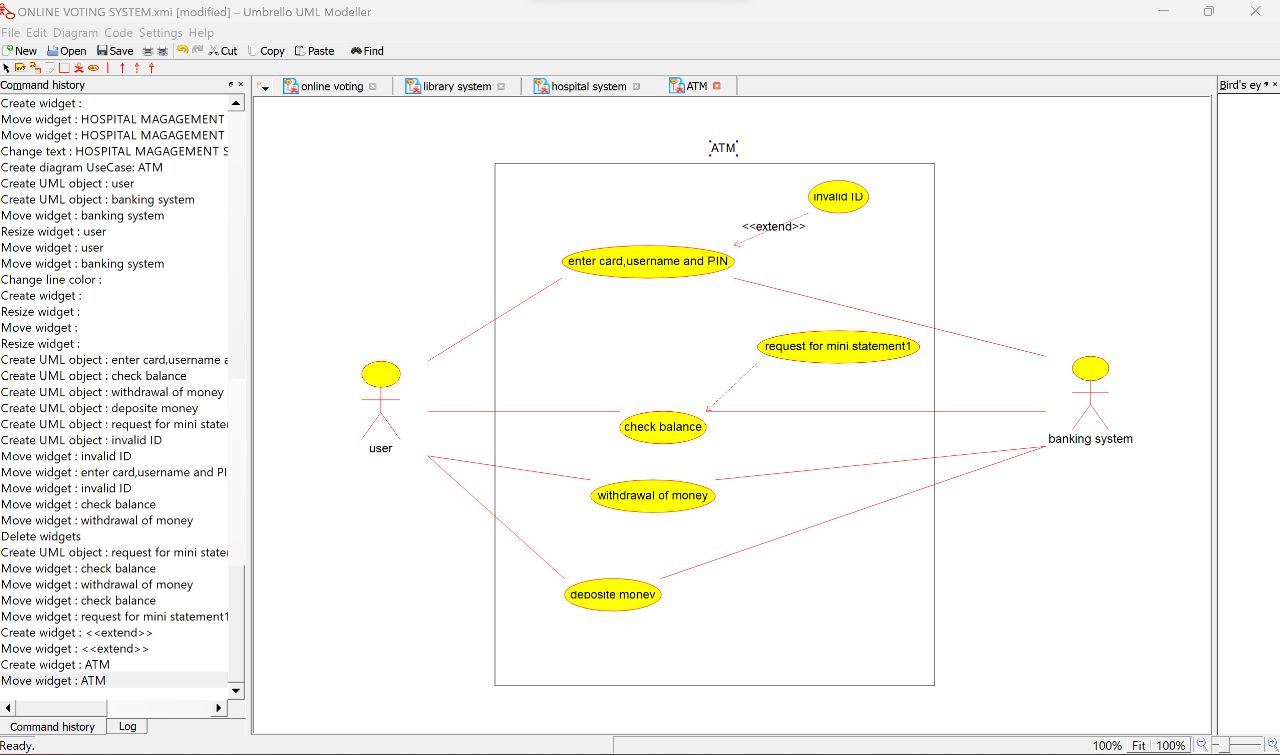 ONLINE VOTING SYSTEM.xmi [modified] – Umbrello UML Modeller
File Edit Diagram Code Settings Help
New Open Save Cut Copy Paste Find
Command history
online voting library system hospital system ATM
Bird's ey
Create widget :
Move widget : HOSPITAL MAGAGEMENT
Move widget : HOSPITAL MAGAGEMENT
Change text : HOSPITAL MAGAGEMENT S
Create diagram UseCase: ATM
Create UML object : user
Create UML object : banking system
Move widget : banking system
Resize widget : user
Move widget : user
Move widget : banking system
Change line color :
Create widget :
Resize widget :
Move widget :
Resize widget :
Create UML object : enter card,username a
Create UML object : check balance
Create UML object : withdrawal of money
Create UML object : deposite money
Create UML object : request for mini stater
Create UML object : invalid ID
Move widget : invalid ID
Move widget : enter card,username and PI
Move widget : invalid ID
Move widget : check balance
Move widget : withdrawal of money
Delete widgets
Create UML object : request for mini stater
Move widget : check balance
Move widget : withdrawal of money
Move widget : check balance
Move widget : request for mini statement1
Create widget : <<extend>>
Move widget : <<extend>>
Create widget : ATM
Move widget : ATM
Command history Log
ATM
invalid ID
<<extend>>
enter card,username and PIN
request for mini statement1
check balance
user
banking system
withdrawal of money
deposite money
Ready.
100% Fit 100%